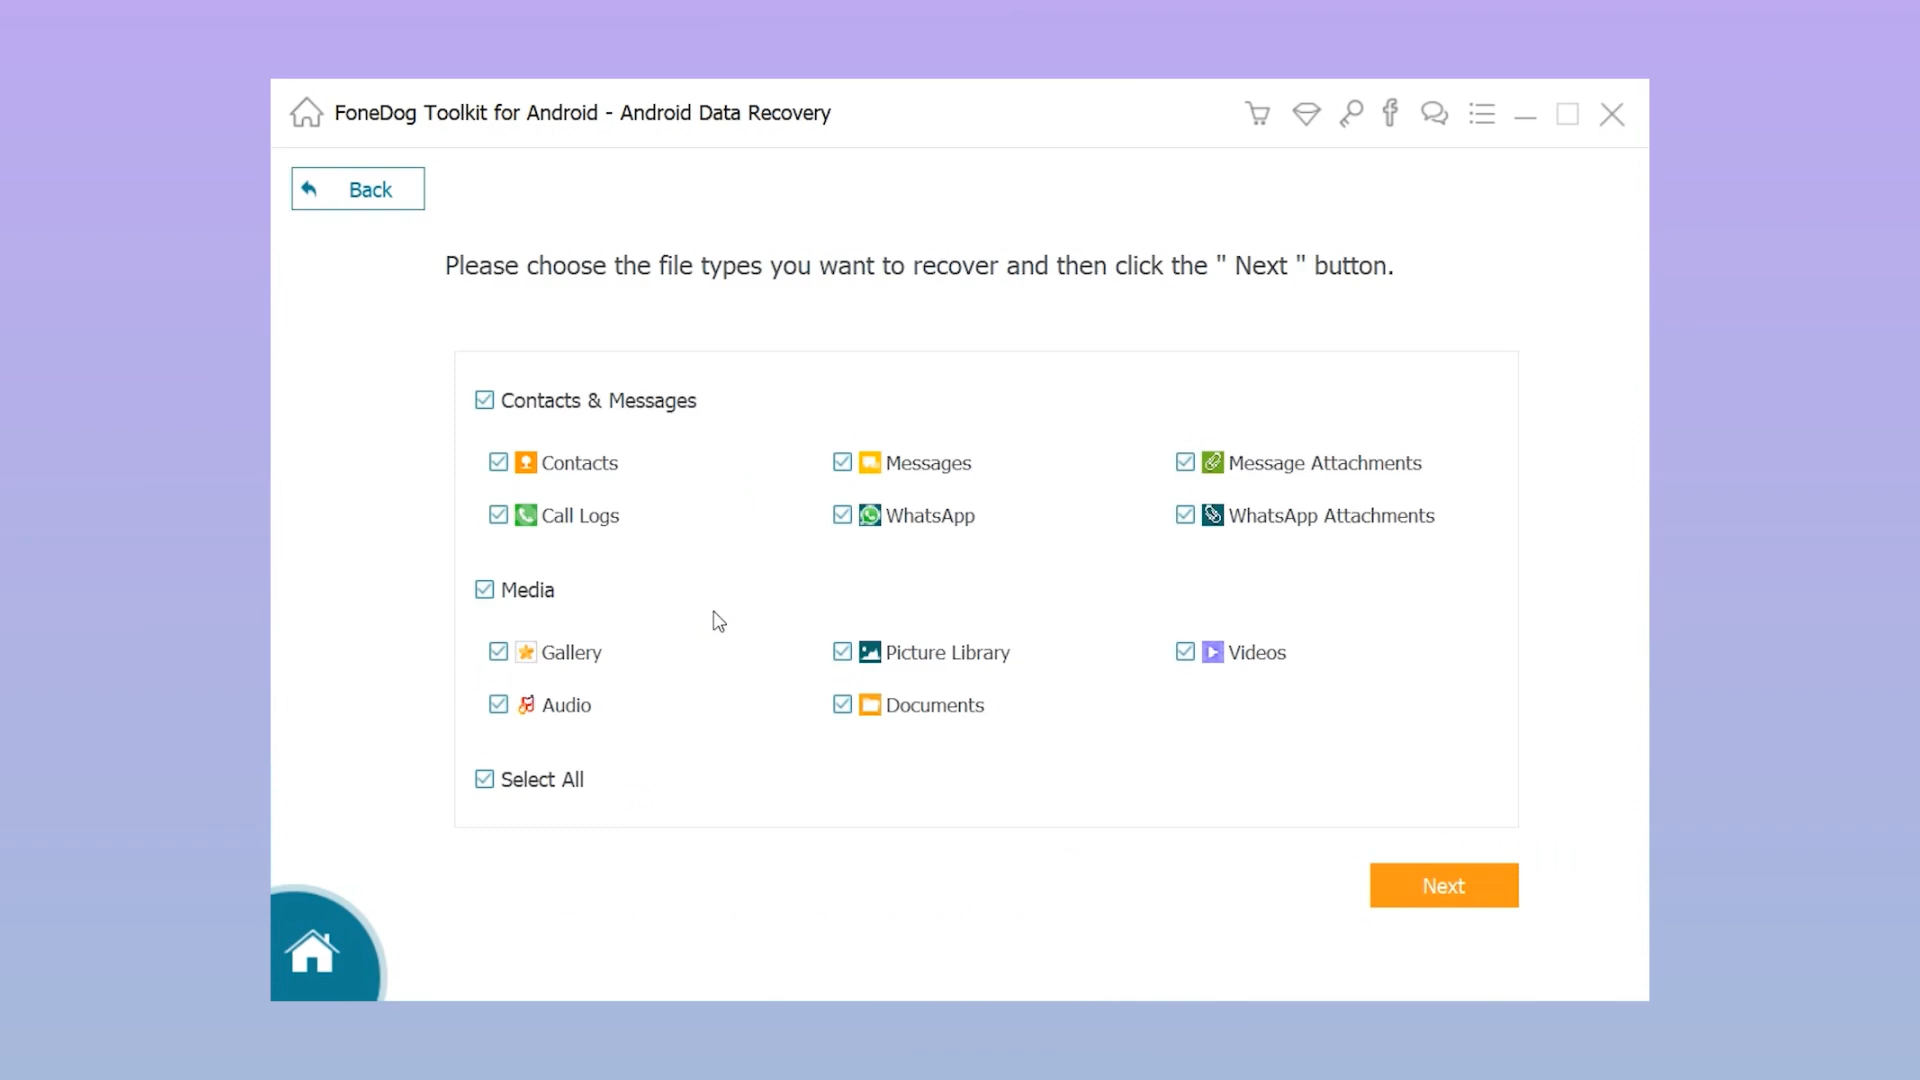 FoneDog Toolkit for Android - Android Data Recovery
Back
Please choose the file types you want to recover and then click the " Next " button.
Contacts & Messages
Contacts
Messages
Message Attachments
Call Logs
WhatsApp
WhatsApp Attachments
Media
Gallery
Picture Library
Videos
Audio
Documents
Select All
Next